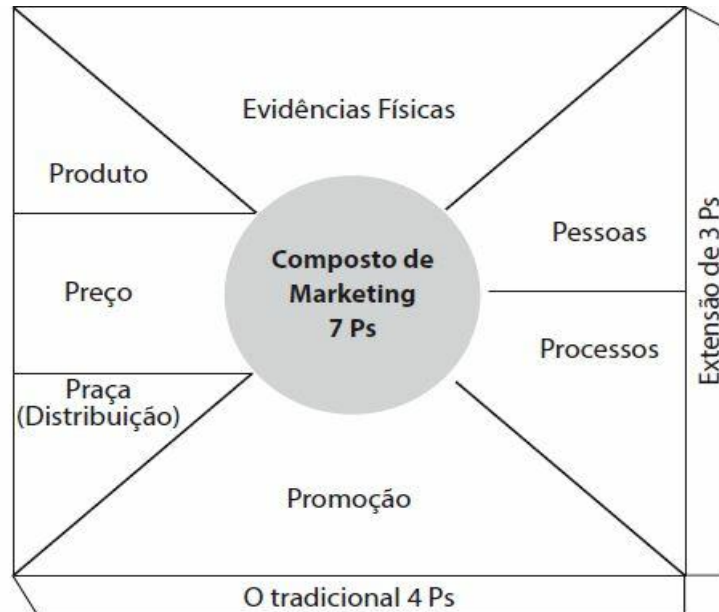 Evidências Físicas
Produto
Preço
Praça
(Distribuição)
Composto de
Marketing
7 Ps
Pessoas
Processos
Promoção
Extensão de 3 Ps
O tradicional 4 Ps